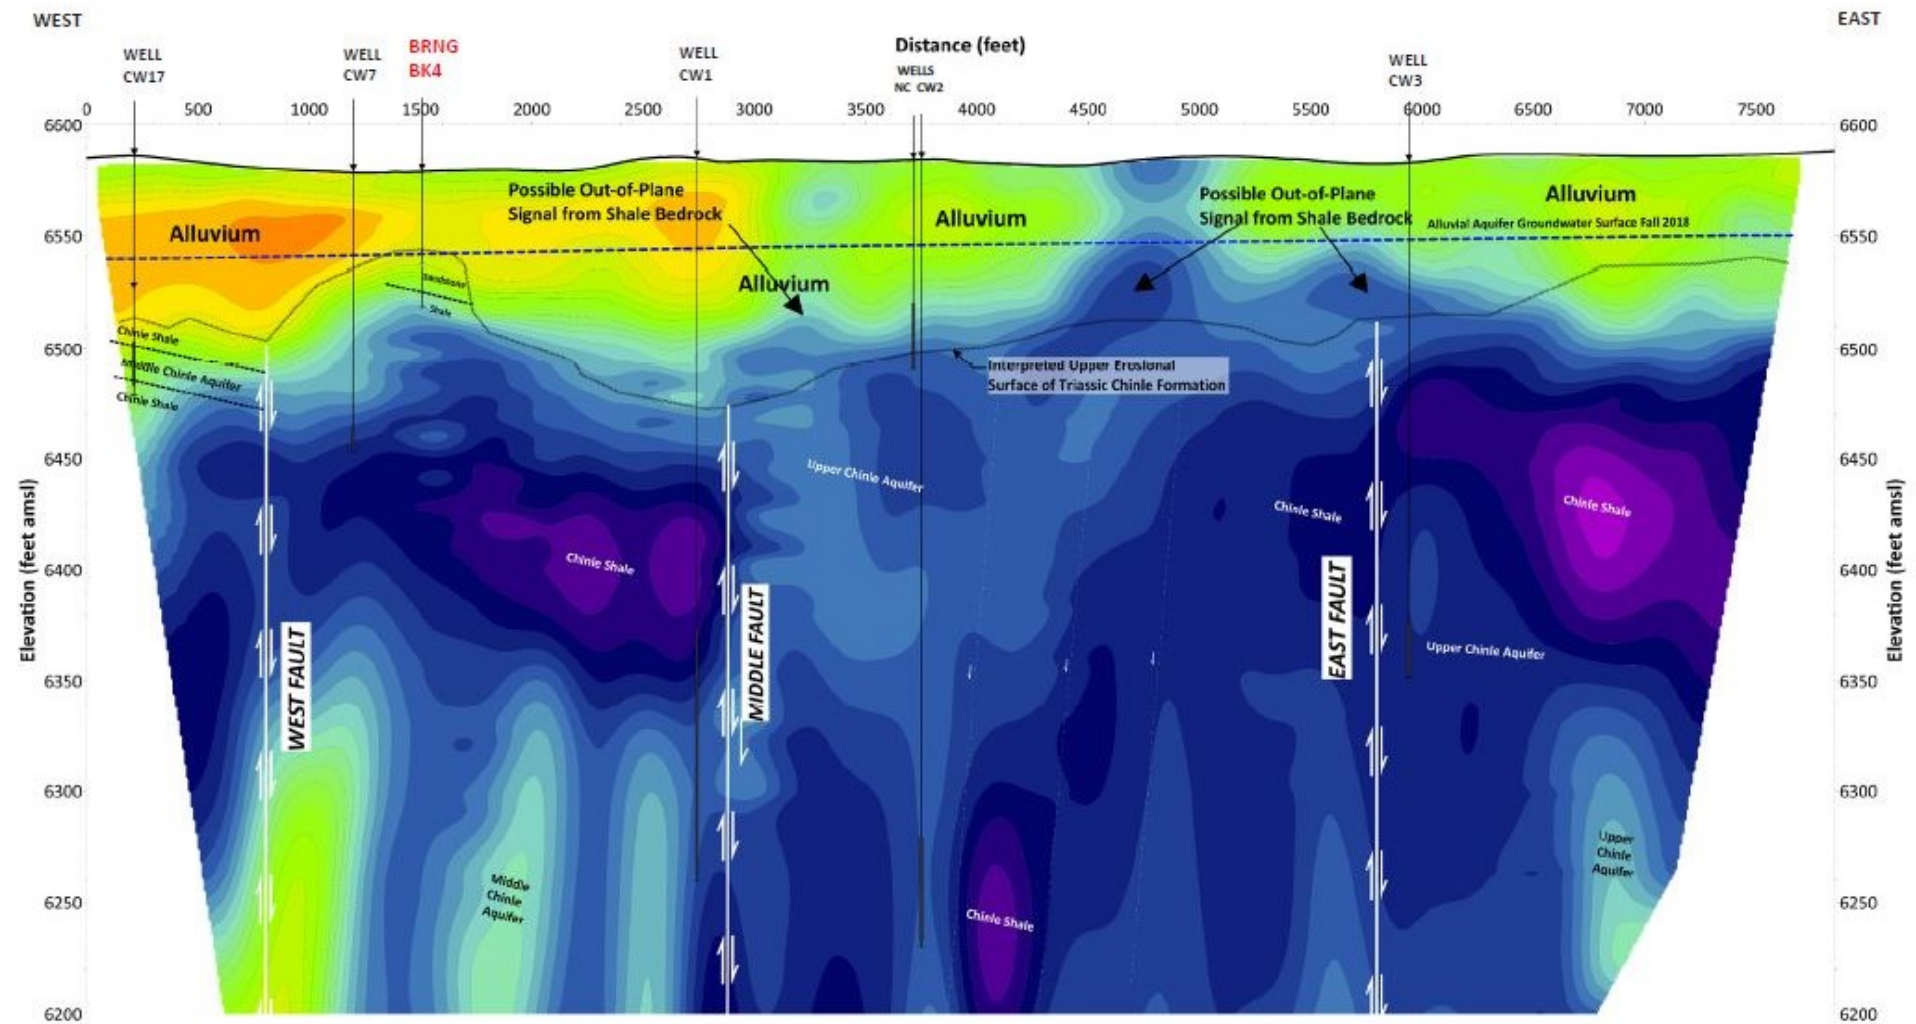 WEST
EAST
WELL
CW17
WELL
CW7
BRNG
BK4
WELL
CW1
Distance (feet)
WELLS
NC CW2
WELL
CW3
0 500 1000 1500 2000 2500 3000 3500 4000 4500 5000 5500 6000 6500 7000 7500
6600
6550
6500
6450
6400
6350
6300
6250
6200
Elevation (feet amsl)
6600
6550
6500
6450
6400
6350
6300
6250
6200
Elevation (feet amsl)
Possible Out-of-Plane
Signal from Shale Bedrock
Possible Out-of-Plane
Signal from Shale Bedrock
Alluvium
Alluvium
Alluvium
Alluvium
Alluvial Aquifer Groundwater Surface Fall 2018
Sandstone
Shale
Chinle Shale
Middle Chinle Aquifer
Chinle Shale
Interpreted Upper Erosional
Surface of Triassic Chinle Formation
Upper Chinle Aquifer
Chinle Shale
Chinle Shale
Chinle Shale
WEST FAULT
MIDDLE FAULT
EAST FAULT
Upper Chinle Aquifer
Middle
Chinle
Aquifer
Chinle Shale
Upper
Chinle
Aquifer